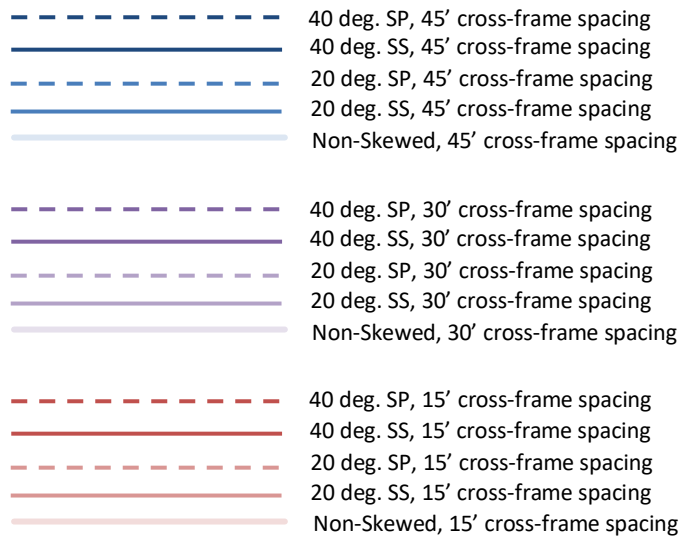 40 deg. SP, 45’ cross-frame spacing
40 deg. SS, 45’ cross-frame spacing
20 deg. SP, 45’ cross-frame spacing
20 deg. SS, 45’ cross-frame spacing
Non-Skewed, 45’ cross-frame spacing
40 deg. SP, 30’ cross-frame spacing
40 deg. SS, 30’ cross-frame spacing
20 deg. SP, 30’ cross-frame spacing
20 deg. SS, 30’ cross-frame spacing
Non-Skewed, 30’ cross-frame spacing
40 deg. SP, 15’ cross-frame spacing
40 deg. SS, 15’ cross-frame spacing
20 deg. SP, 15’ cross-frame spacing
20 deg. SS, 15’ cross-frame spacing
Non-Skewed, 15’ cross-frame spacing